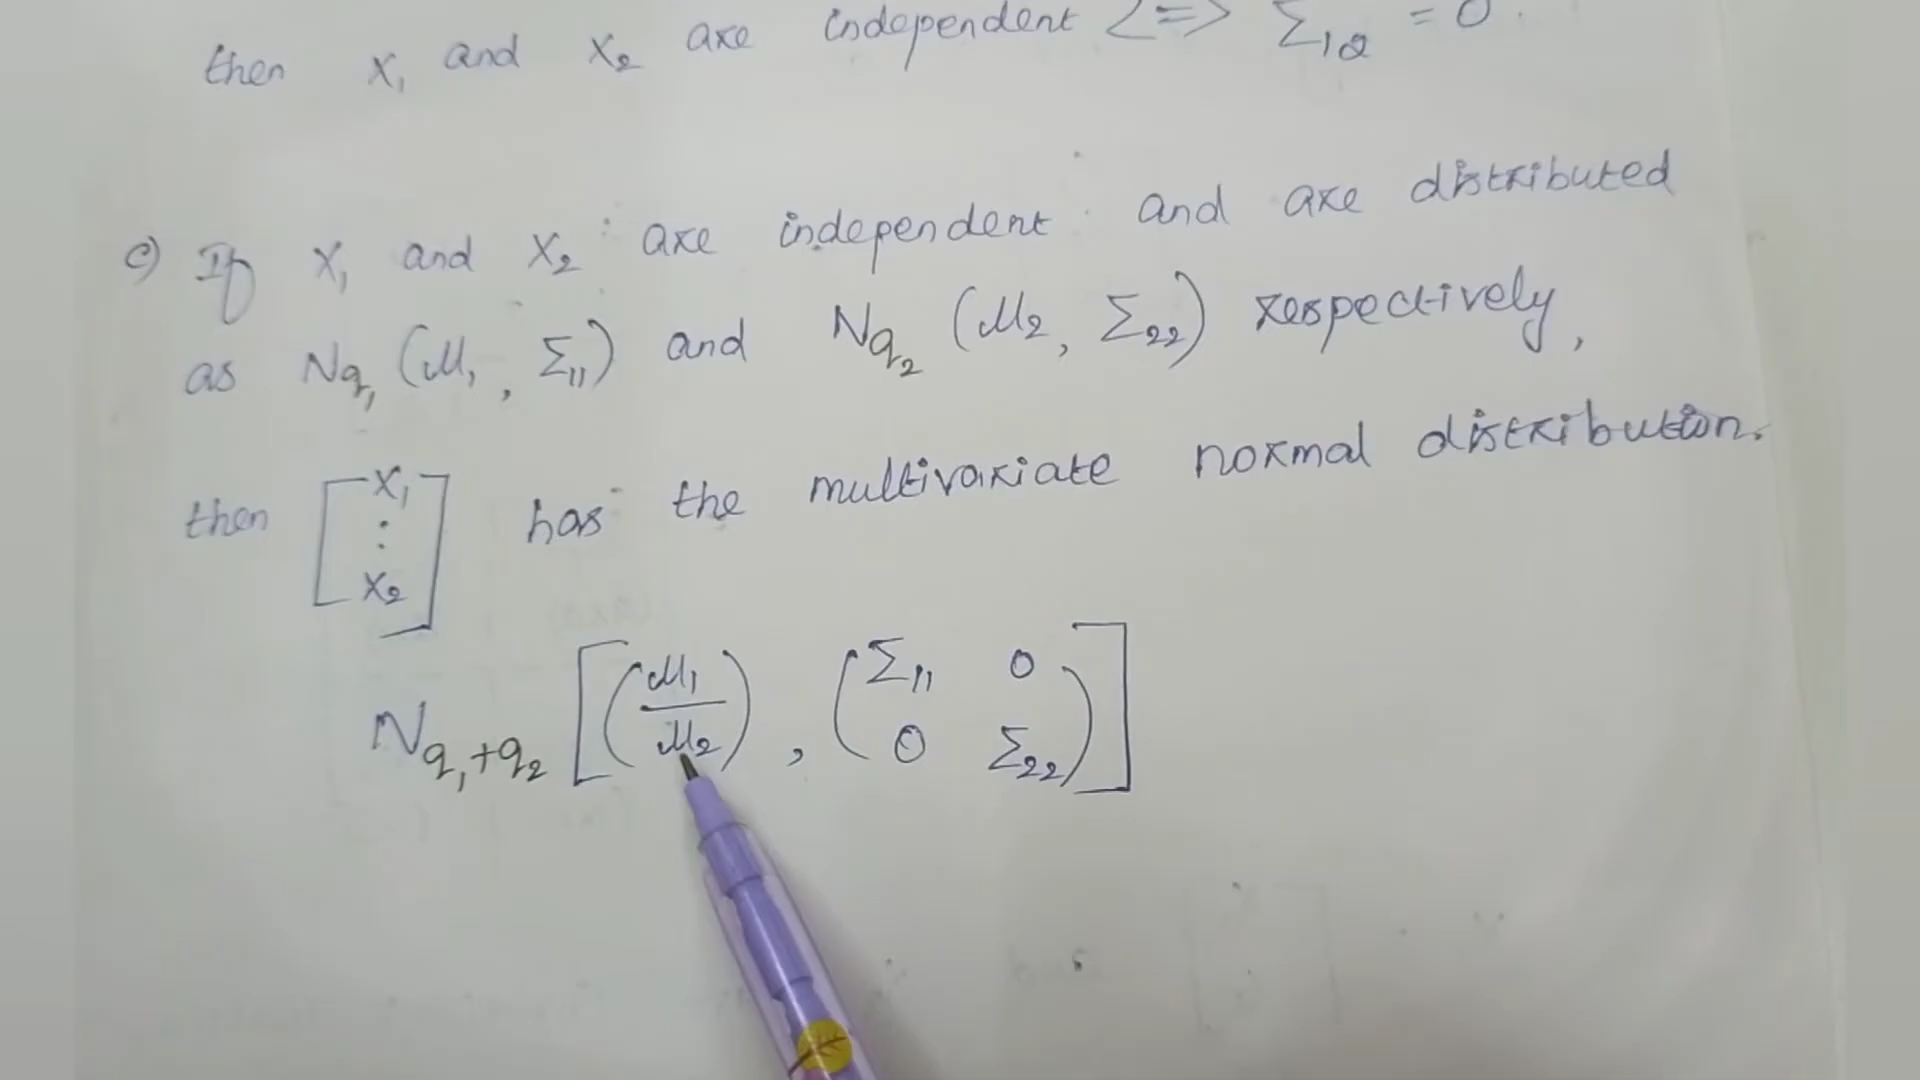 then X₁ and X₂ are independent <=> Σ₁₂ = 0.
c) If X₁ and X₂ are independent and are distributed
as N_q₁ (μ₁, Σ₁₁) and N_q₂ (μ₂, Σ₂₂) respectively,
then [X₁ ⋮ X₂] has the multivariate normal distribution.
N_q₁+q₂ [(μ₁/μ₂), (Σ₁₁ 0 0 Σ₂₂)]